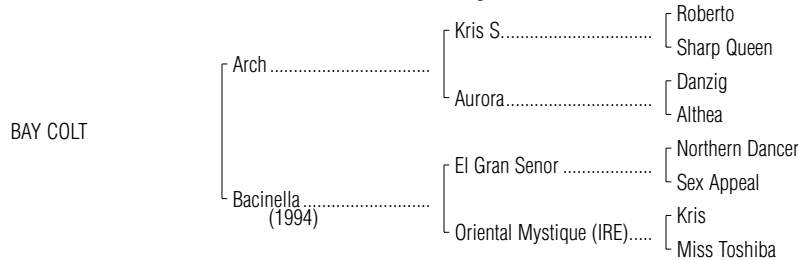 Roberto
Kris S.
Sharp Queen
Arch
Danzig
Aurora
Althea
BAY COLT
Northern Dancer
El Gran Senor
Sex Appeal
Bacinella
(1994)
Kris
Oriental Mystique (IRE)
Miss Toshiba